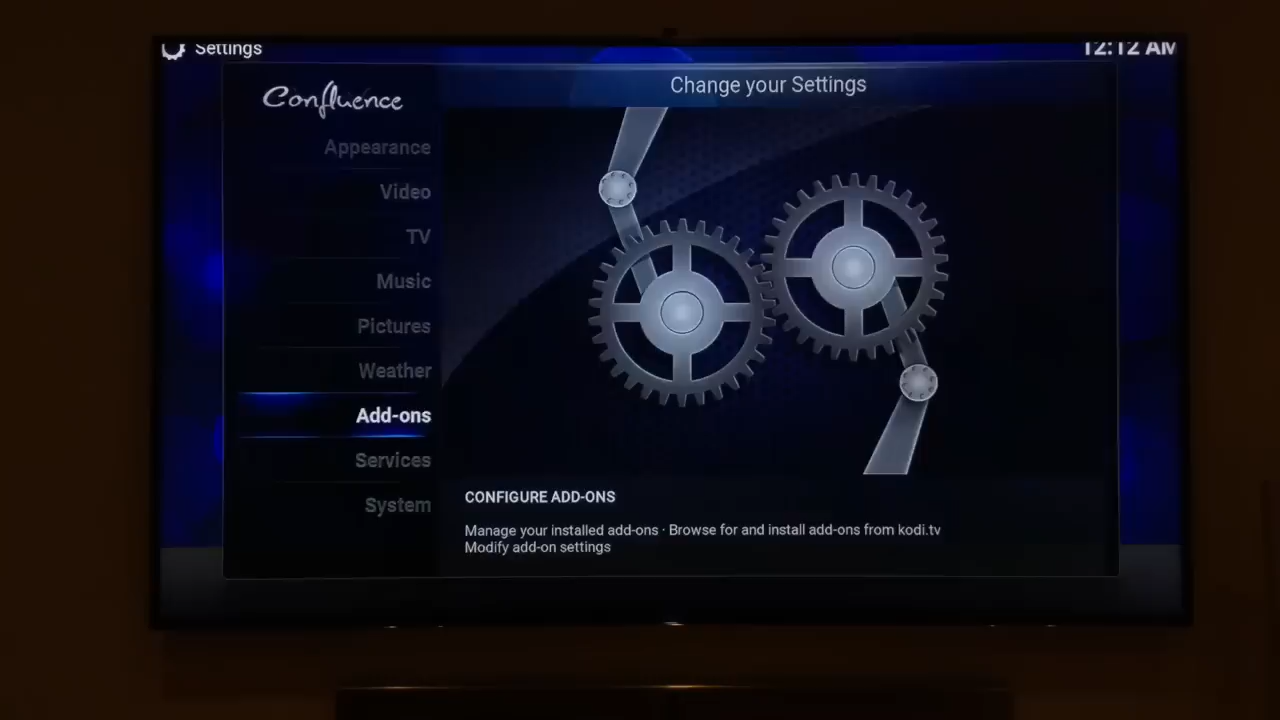 Settings
12:12 AM
Confluence
Change your Settings
Appearance
Video
TV
Music
Pictures
Weather
Add-ons
Services
System
CONFIGURE ADD-ONS
Manage your installed add-ons · Browse for and install add-ons from kodi.tv
Modify add-on settings